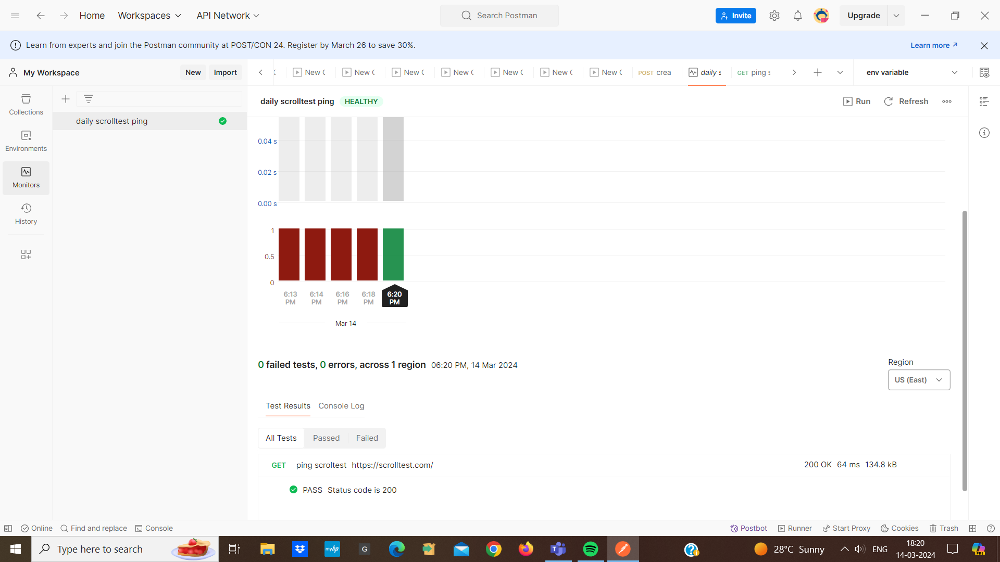 Home
Workspaces
API Network
Search Postman
Invite
Upgrade
Learn from experts and join the Postman community at POST/CON 24. Register by March 26 to save 30%.
Learn more
My Workspace
New
Import
New C
New C
New C
New C
New C
New C
New C
POST crea
daily s
GET ping s
env variable
Collections
Environments
Monitors
History
daily scrolltest ping
daily scrolltest ping HEALTHY
Run
Refresh
0.04 s
0.02 s
0.00 s
1
0.5
0
6:13 PM
6:14 PM
6:16 PM
6:18 PM
6:20 PM
Mar 14
0 failed tests, 0 errors, across 1 region 06:20 PM, 14 Mar 2024
Region
US (East)
Test Results
Console Log
All Tests
Passed
Failed
GET ping scroltest https://scrolltest.com/ 200 OK 64 ms 134.8 kB
PASS Status code is 200
Online
Find and replace
Console
Postbot
Runner
Start Proxy
Cookies
Trash
Type here to search
myhp
G
28°C Sunny
ENG
18:20
14-03-2024
PRE